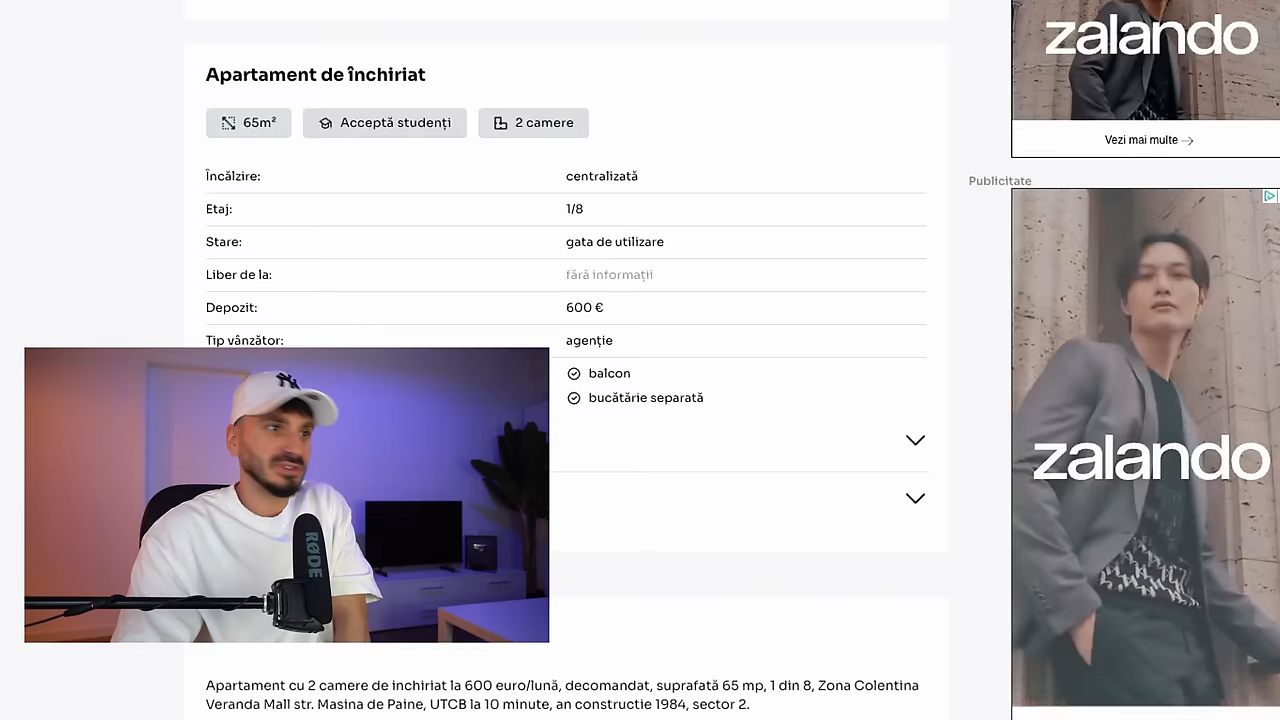 zalando
Vezi mai multe →
Publicitate
Apartament de închiriat
65m²
Acceptă studenți
2 camere
Încălzire: centralizată
Etaj: 1/8
Stare: gata de utilizare
Liber de la: fără informații
Depozit: 600 €
Tip vânzător: agenție
balcon
bucătărie separată
NY
RØDE
zalando
Apartament cu 2 camere de inchiriat la 600 euro/lună, decomandat, suprafată 65 mp, 1 din 8, Zona Colentina
Veranda Mall str. Masina de Paine, UTCB la 10 minute, an constructie 1984, sector 2.